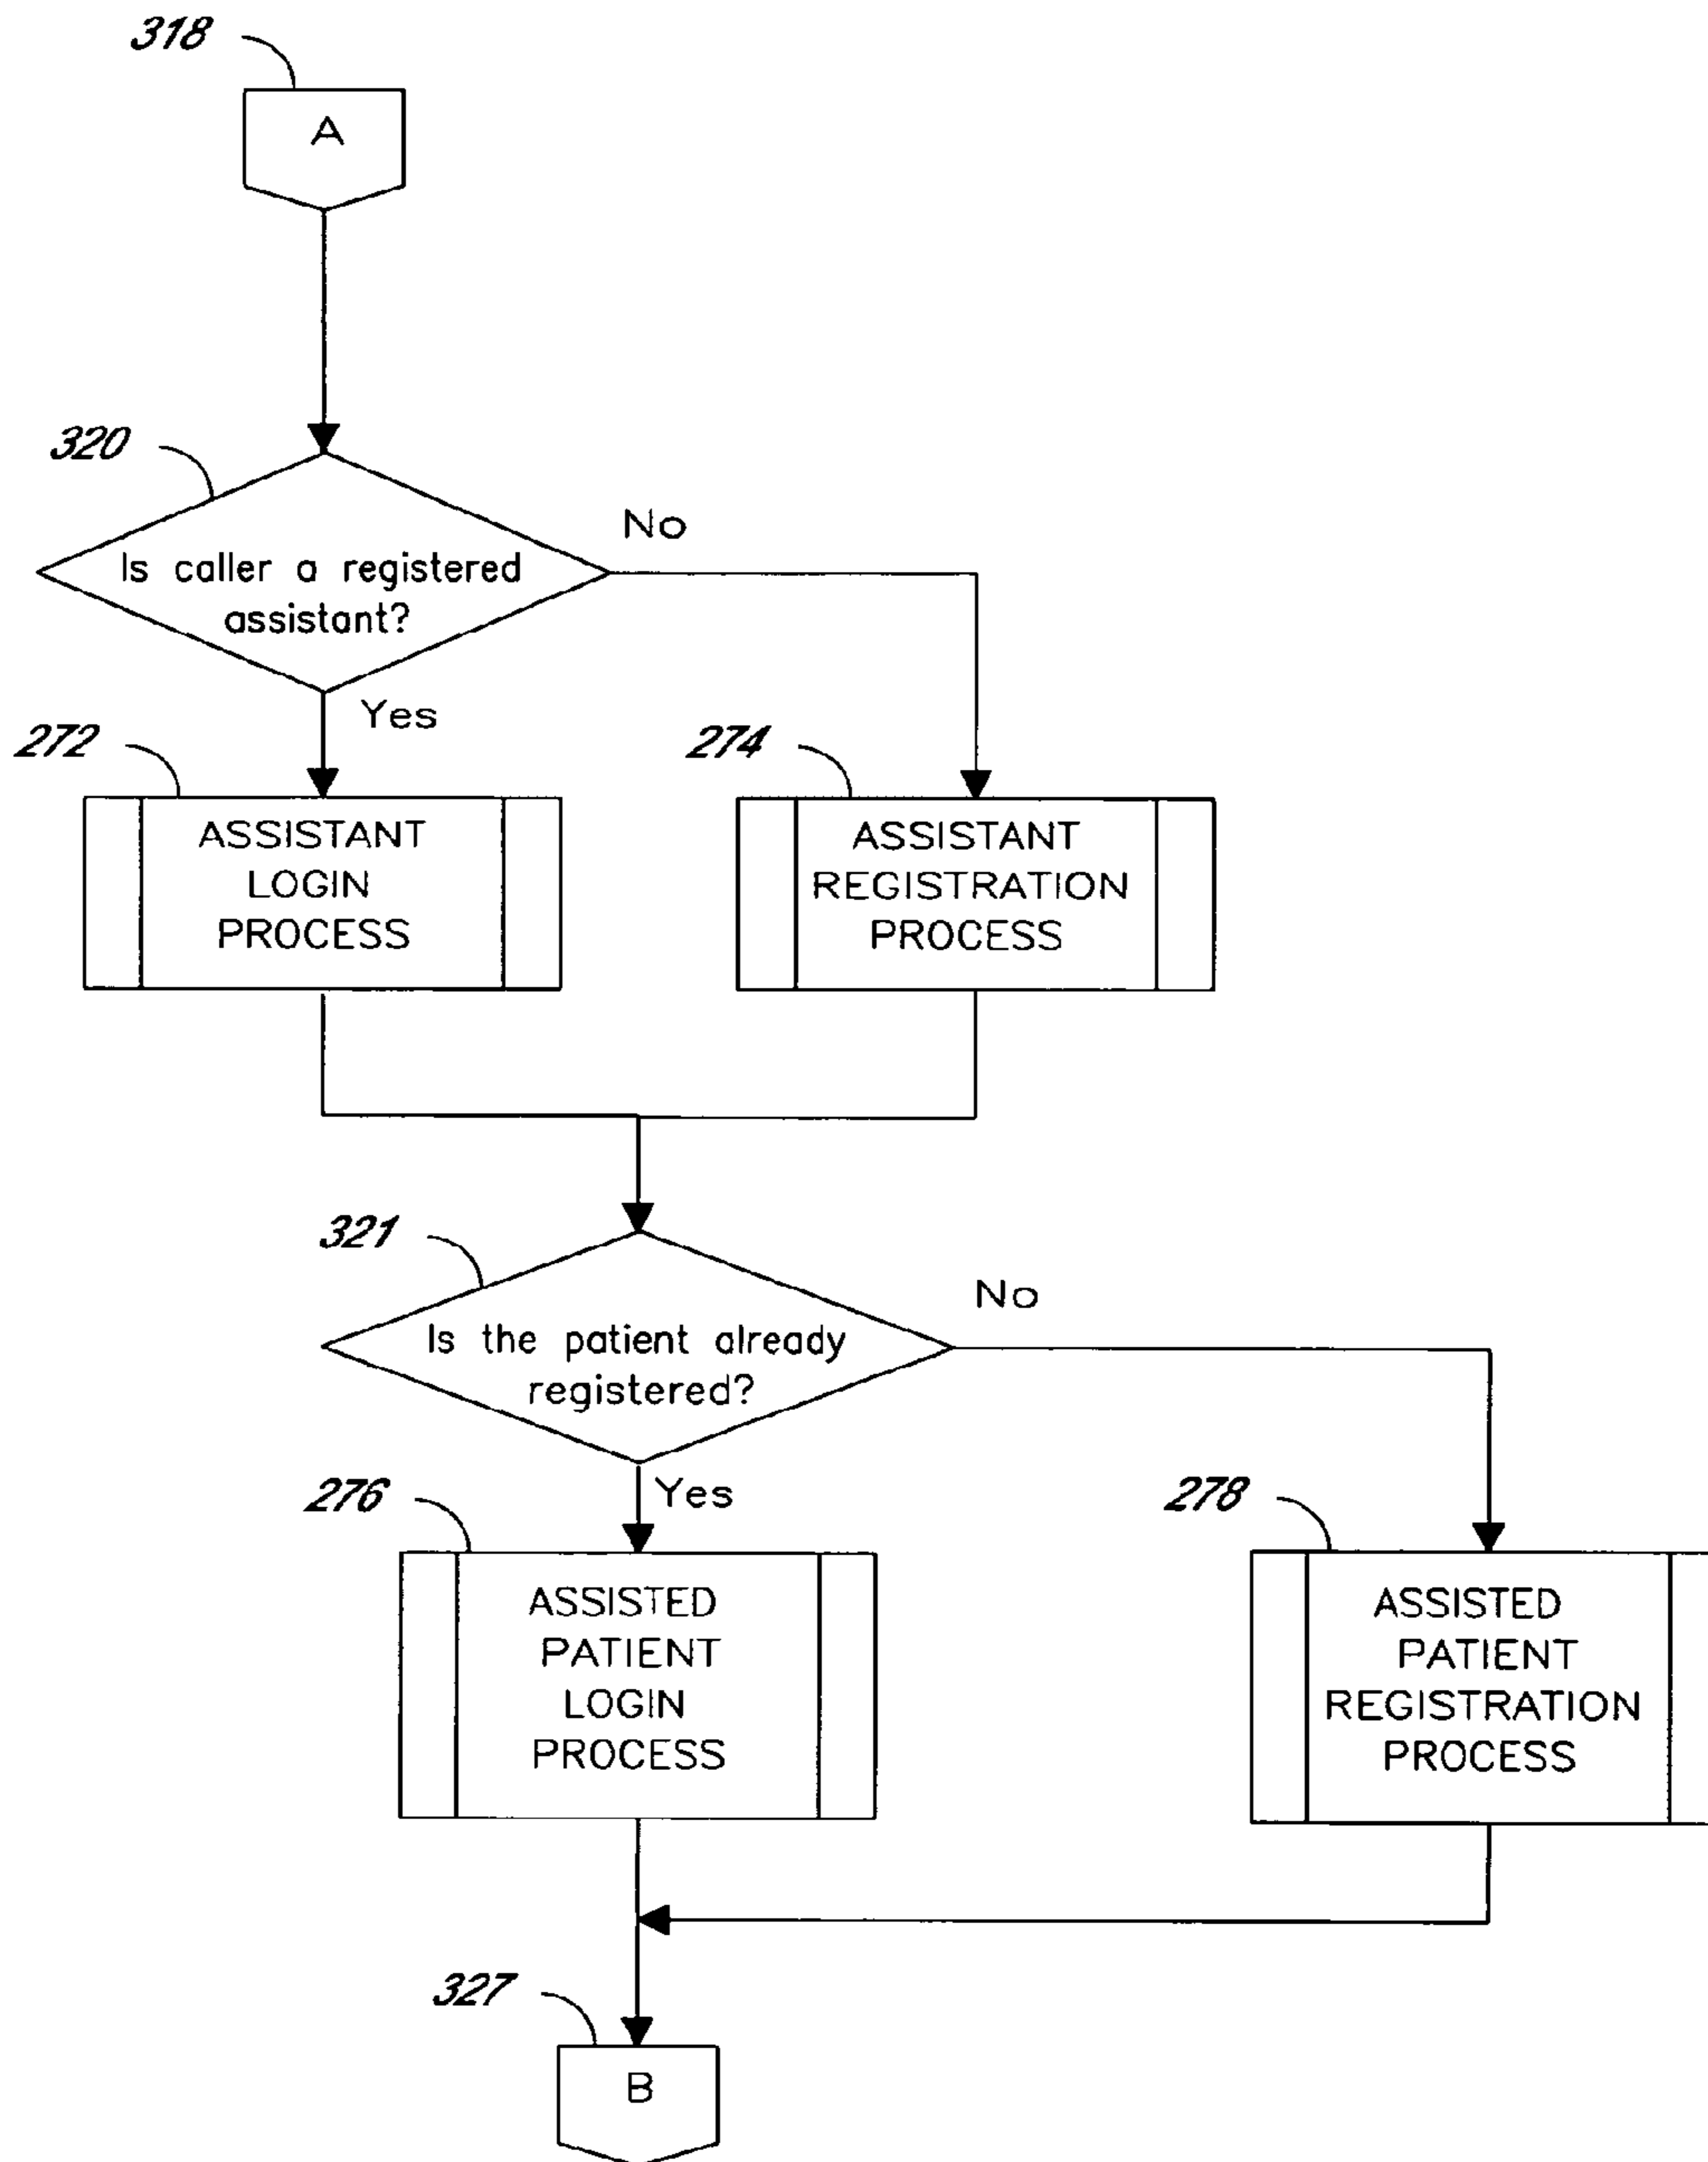 318
A
320
No
Is caller a registered
assistant?
Yes
272
274
ASSISTANT
LOGIN
PROCESS
ASSISTANT
REGISTRATION
PROCESS
321
No
Is the patient already
registered?
Yes
276
278
ASSISTED
PATIENT
LOGIN
PROCESS
ASSISTED
PATIENT
REGISTRATION
PROCESS
327
B